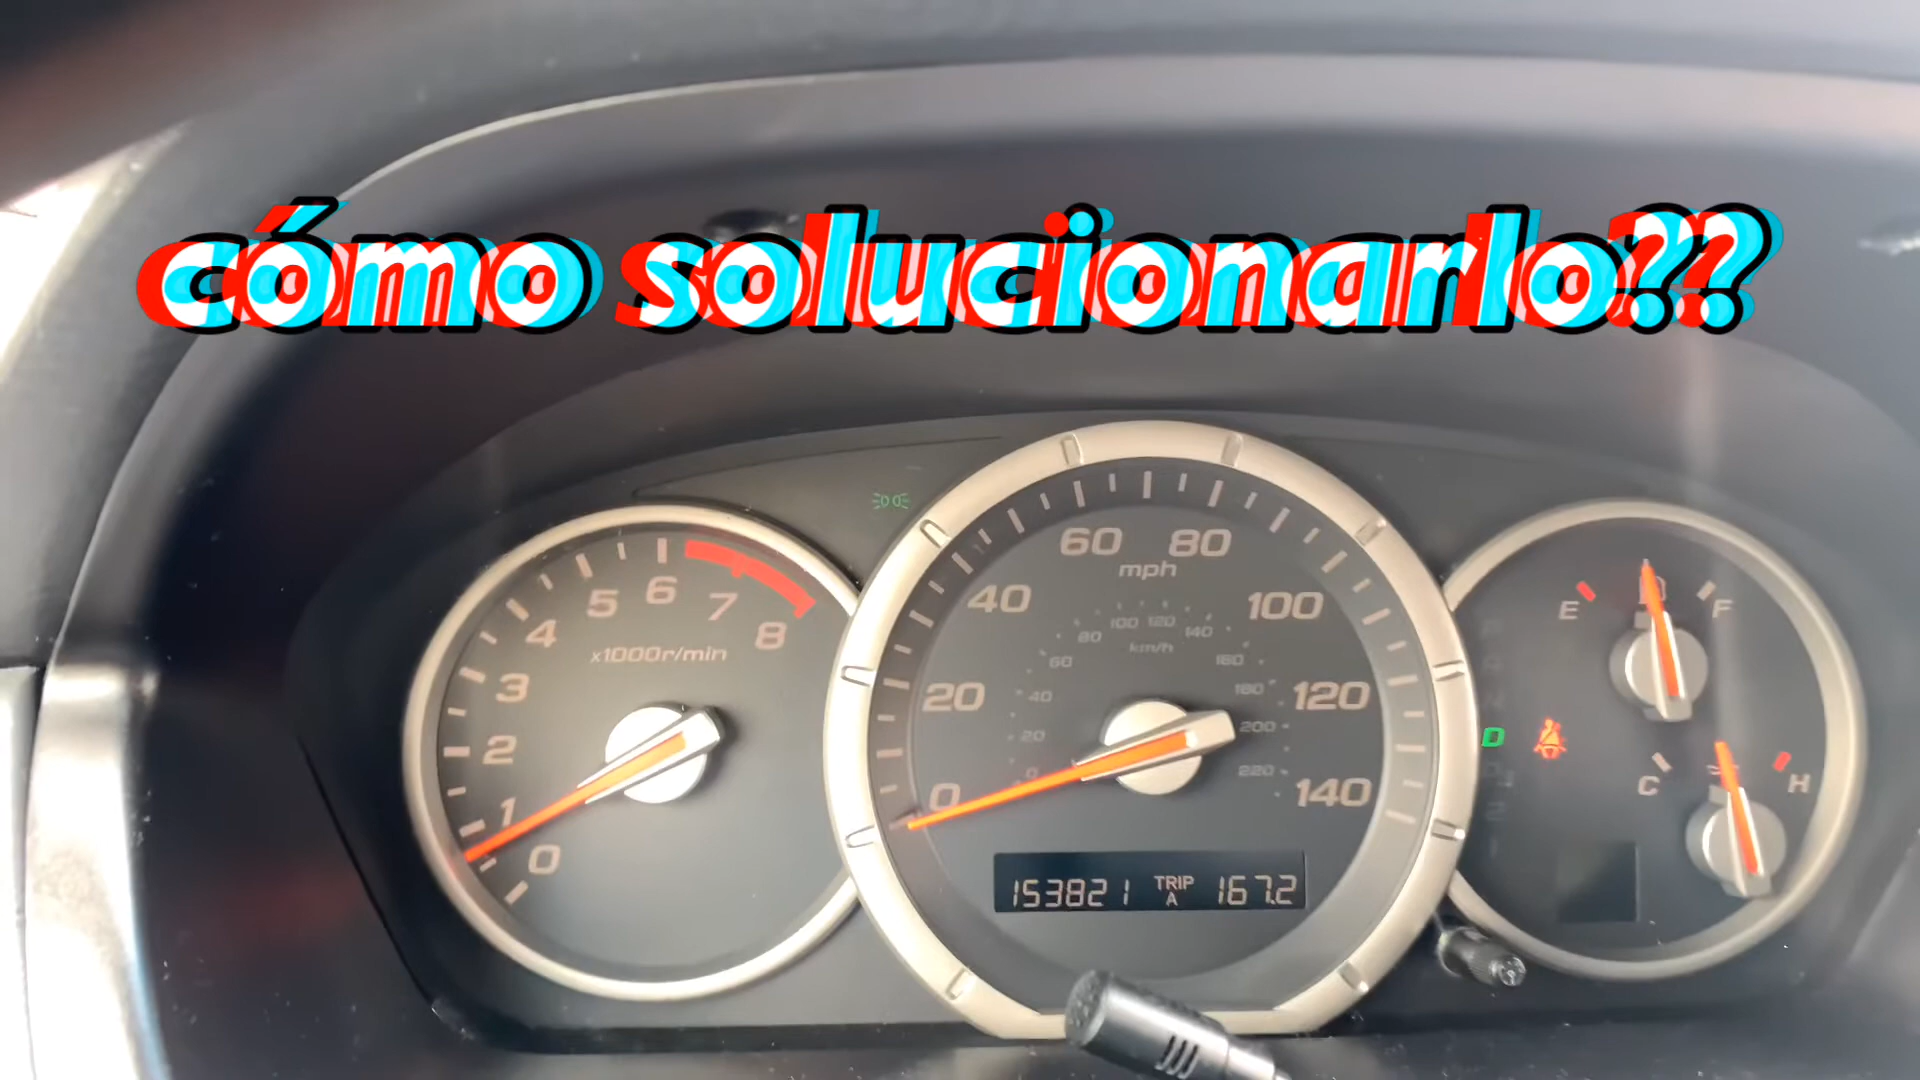 cómo solucionarlo??
60 80
mph
40 100
20 120
0 140
80 100 120 140
km/h
60 160
40 180
20 200
0 220
5 6 7
4 8
x1000r/min
3
2
1
0
E F
D
C H
153821 TRIP A 167.2